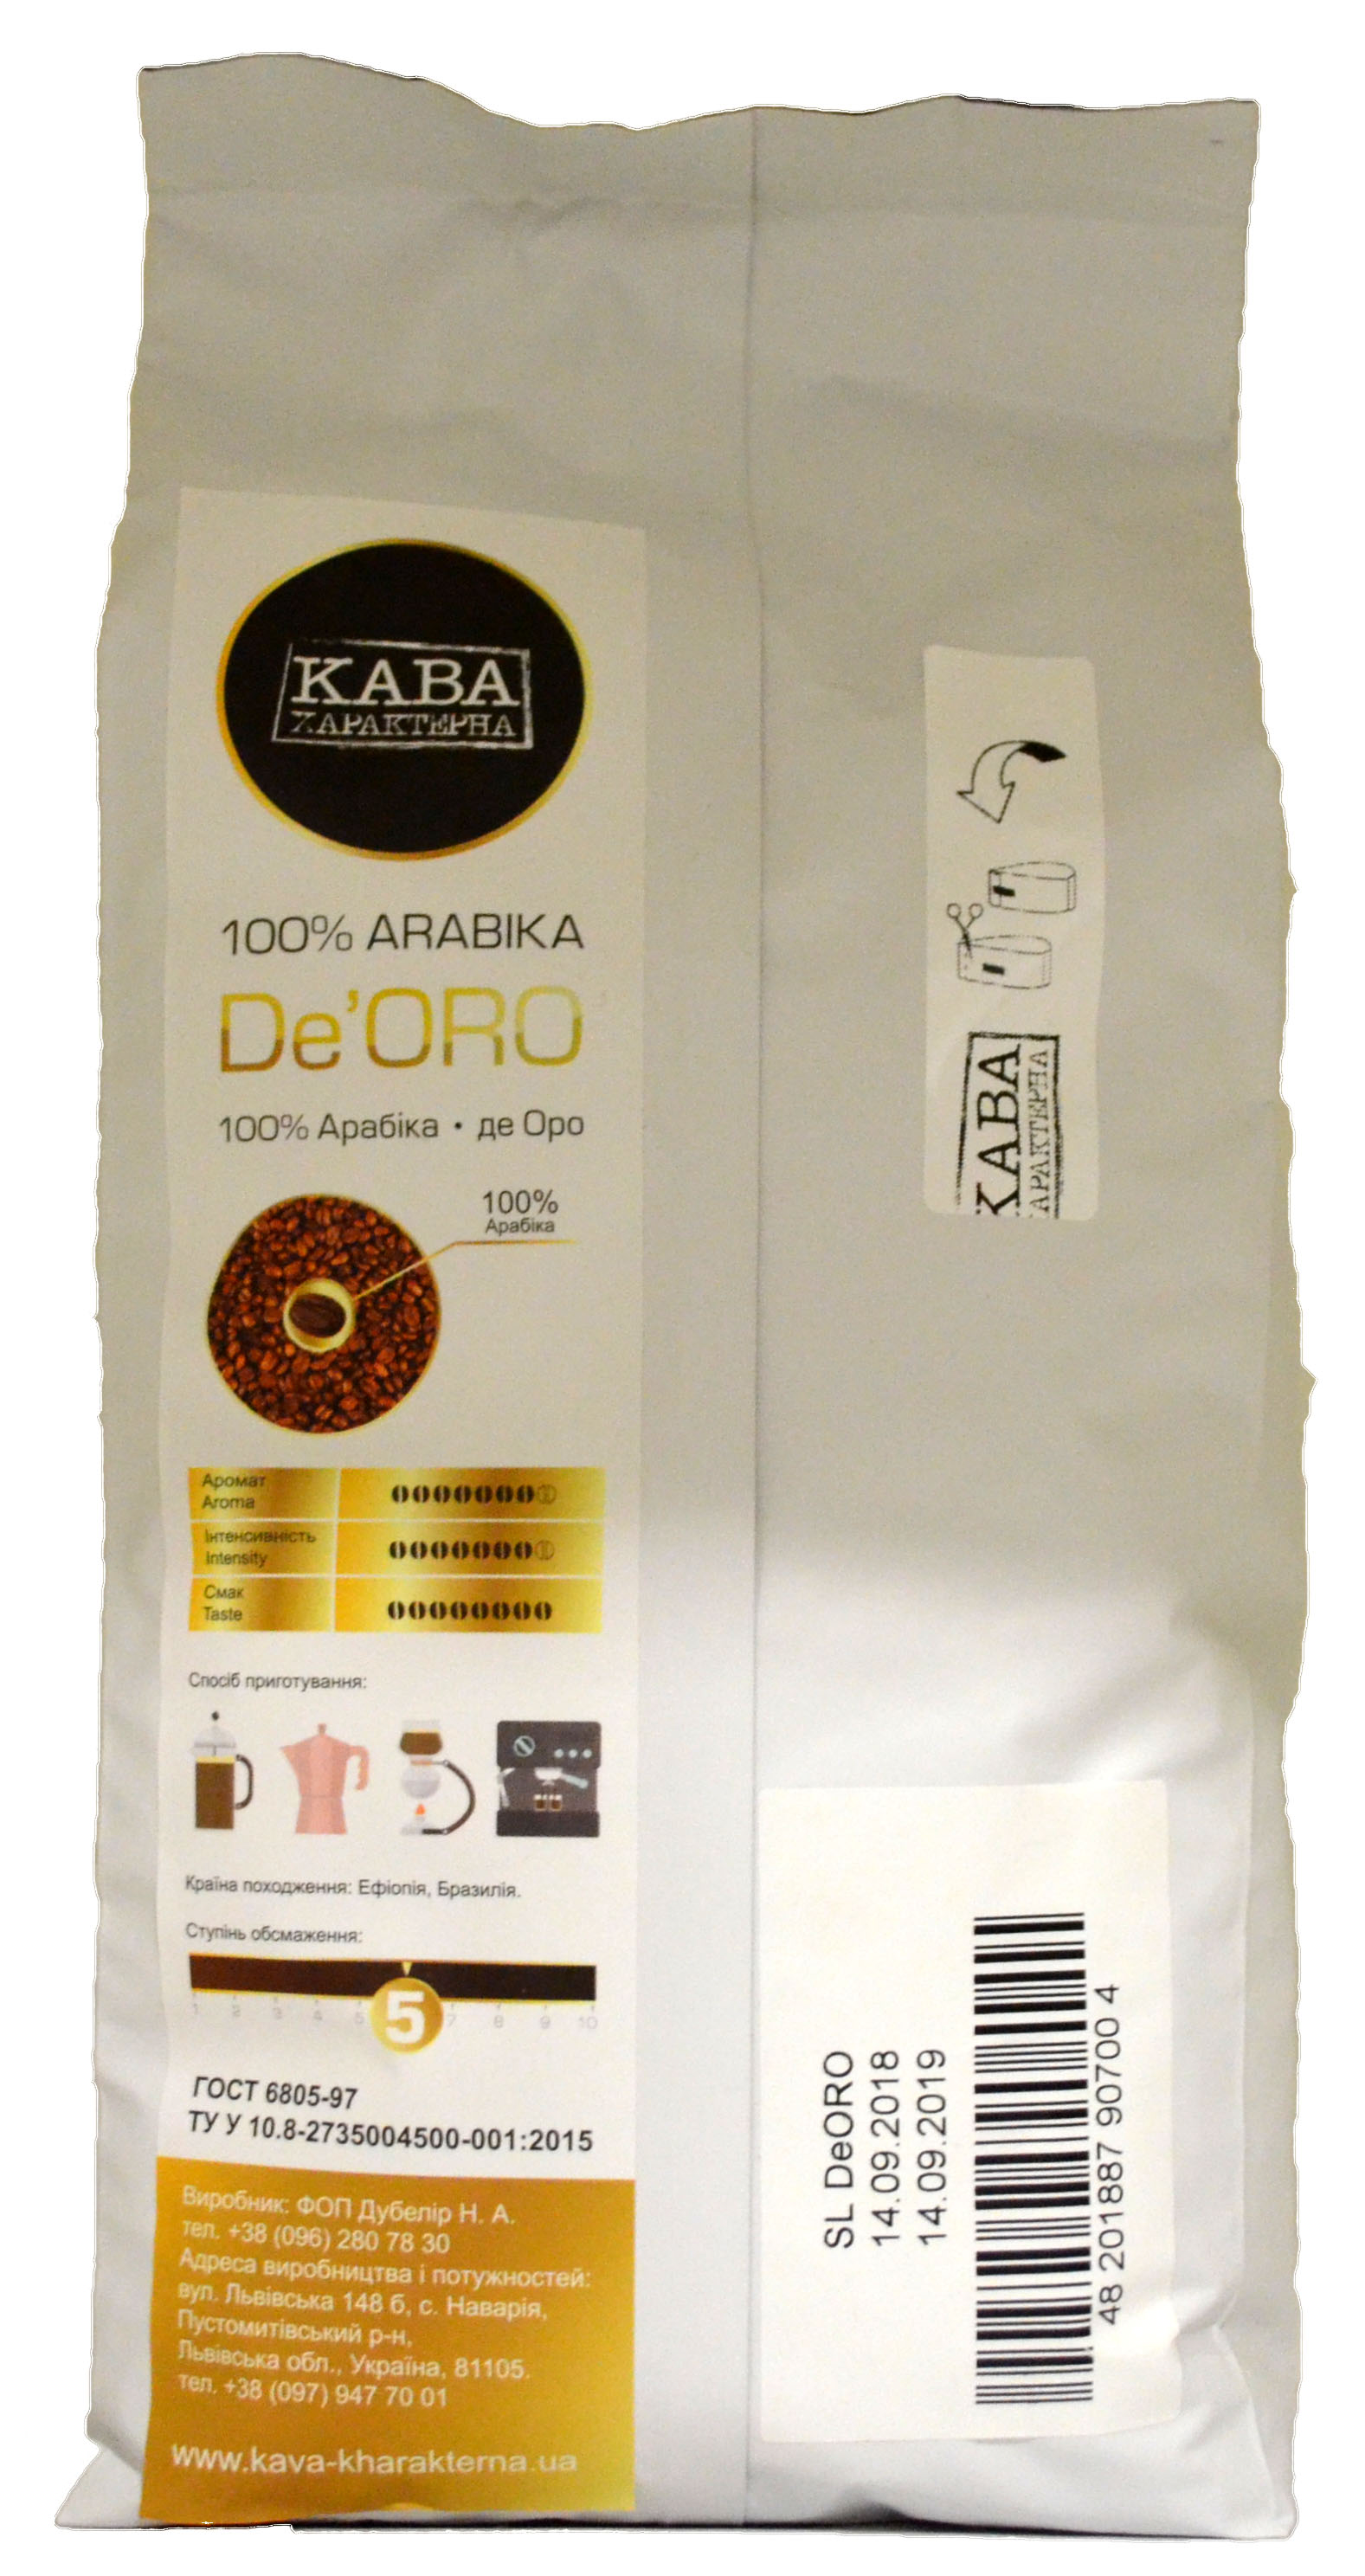 КАВА
ХАРАКТЕРНА
100% ARABIKA
De'ORO
100% Арабіка • де Оро
100%
Арабіка
Аромат
Aroma
Інтенсивність
Intensity
Смак
Taste
Спосіб приготування:
Країна походження: Ефіопія, Бразилія.
Ступінь обсмаження:
5
1 2 3 4 5 7 8 9 10
ГОСТ 6805-97
ТУ У 10.8-2735004500-001:2015
Виробник: ФОП Дубелір Н. А.
тел. +38 (096) 280 78 30
Адреса виробництва і потужностей:
вул. Львівська 148 б, с. Наварія,
Пустомитівський р-н,
Львівська обл., Україна, 81105.
тел. +38 (097) 947 70 01
www.kava-kharakterna.ua
КАВА
АРАКТЕРНА
SL DeORO
14.09.2018
14.09.2019
48 201887 90700 4